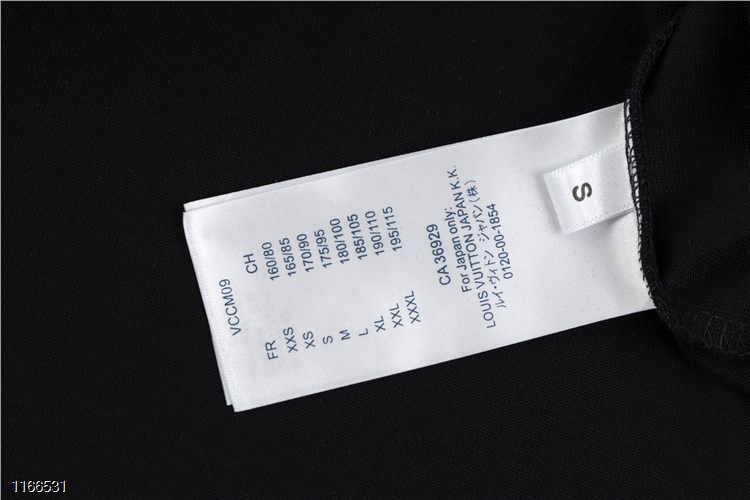 VCCM09
FR CH
XXS 160/80
XS 165/85
S 170/90
M 175/95
L 180/100
XL 185/105
XXL 190/110
XXXL 195/115
CA 36929
For Japan only:
LOUIS VUITTON JAPAN K.K.
ルイ・ヴィトン ジャパン(株)
0120-00-1854
S
1166531